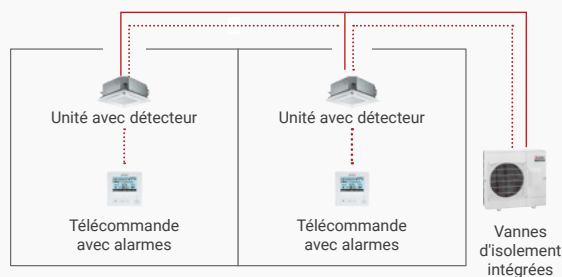 Unité avec détecteur
Unité avec détecteur
Télécommande
avec alarmes
Télécommande
avec alarmes
Vannes
d'isolement
intégrées